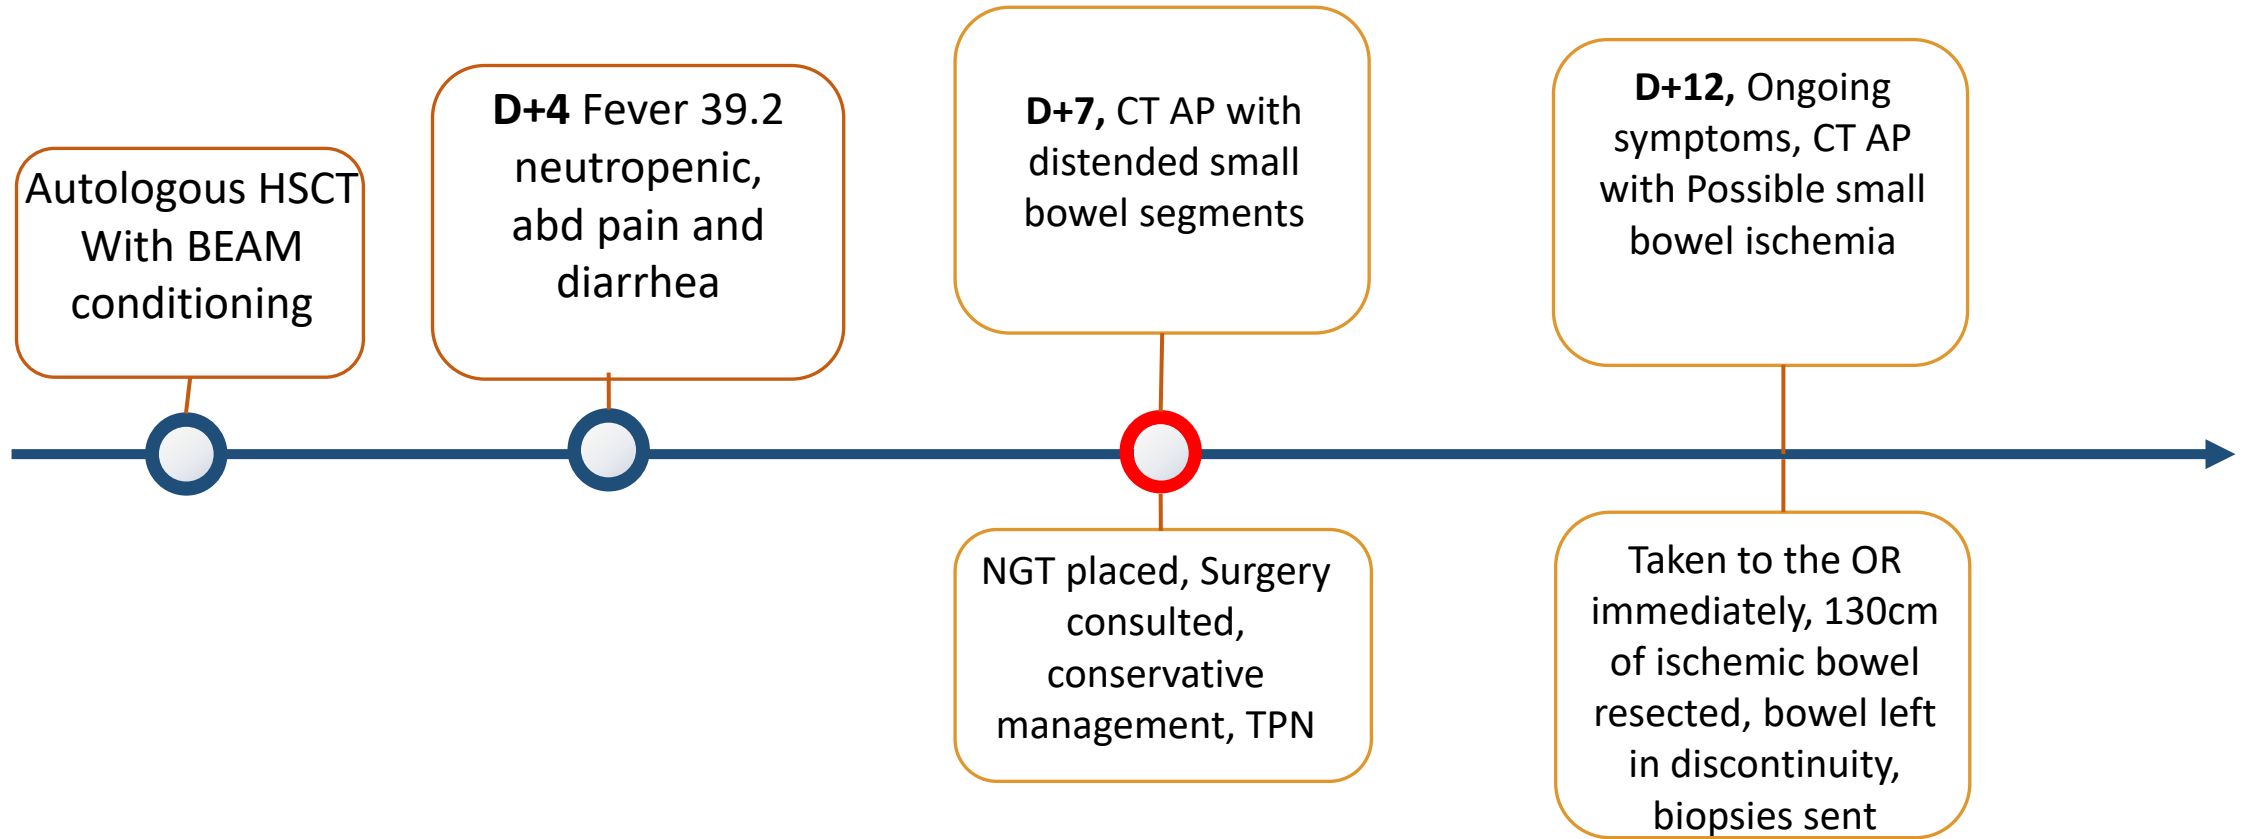 Autologous HSCT
With BEAM
conditioning
D+4 Fever 39.2
neutropenic,
abd pain and
diarrhea
D+7, CT AP with
distended small
bowel segments
NGT placed, Surgery
consulted,
conservative
management, TPN
D+12, Ongoing
symptoms, CT AP
with Possible small
bowel ischemia
Taken to the OR
immediately, 130cm
of ischemic bowel
resected, bowel left
in discontinuity,
biopsies sent